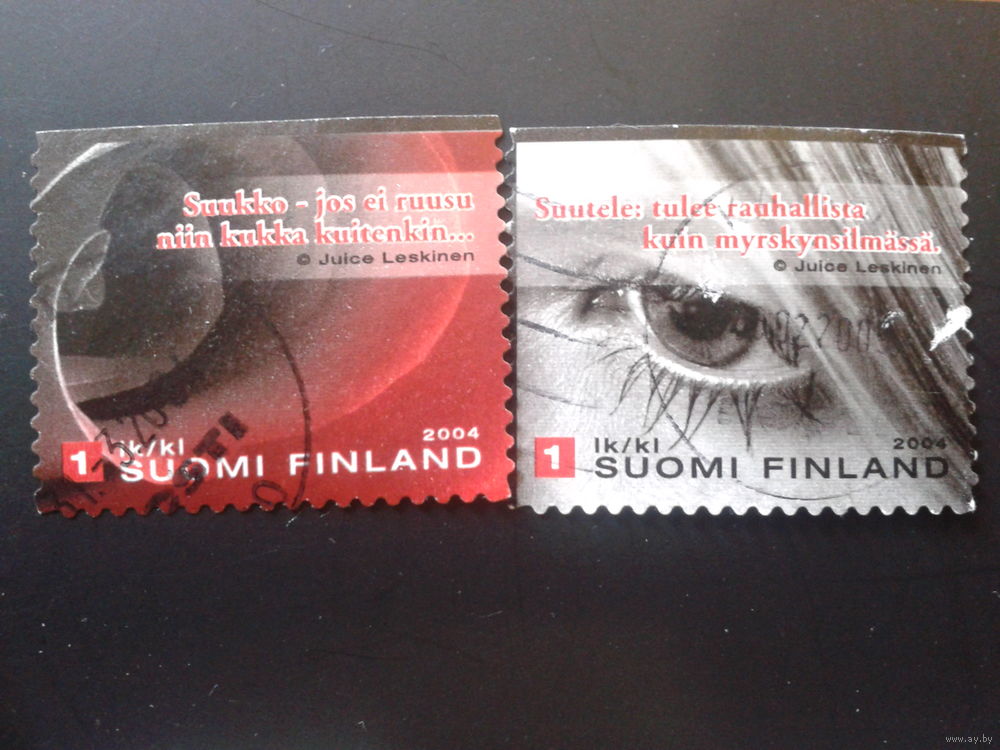 Suukko - jos ei ruusu
niin kukka kuitenkin...
© Juice Leskinen
2004
1 lk/kl
SUOMI FINLAND
Suutele: tulee rauhallista
kuin myrskynsilmässä.
© Juice Leskinen
2004
1 lk/kl
SUOMI FINLAND
www.ay.by